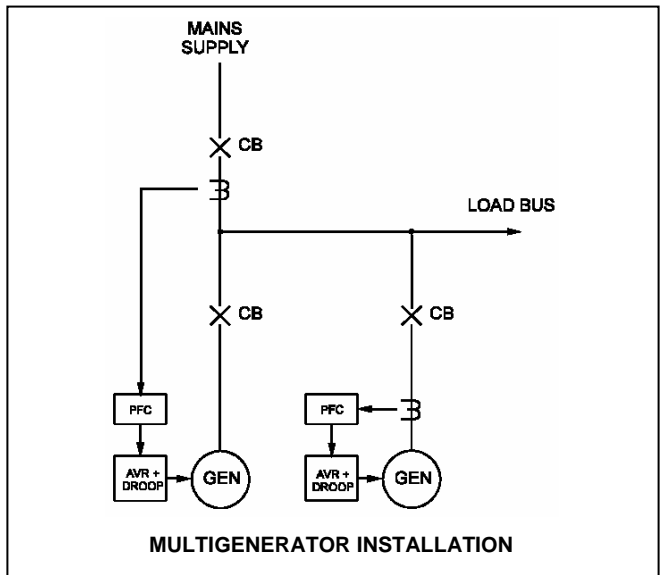 MAINS
SUPPLY
CB
LOAD BUS
CB
CB
PFC
PFC
AVR +
DROOP
GEN
AVR +
DROOP
GEN
MULTIGENERATOR INSTALLATION